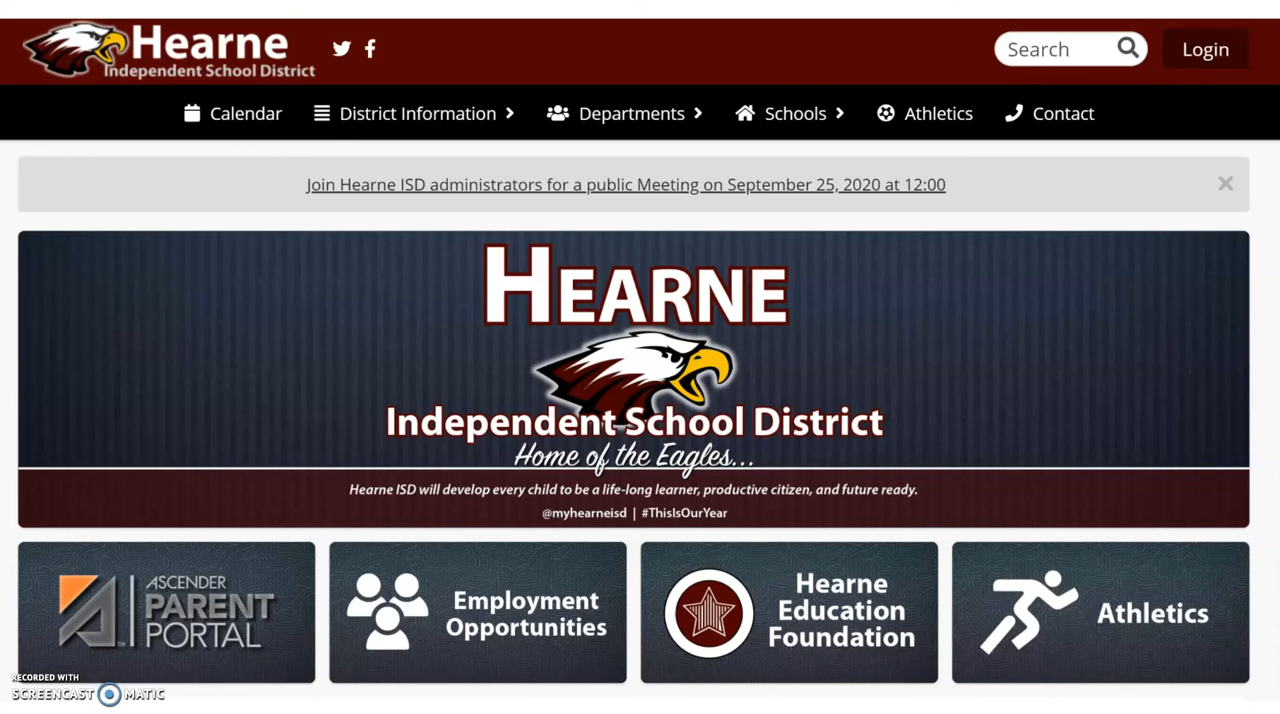 Hearne
Independent School District
Search
Login
Calendar
District Information
Departments
Schools
Athletics
Contact
Join Hearne ISD administrators for a public Meeting on September 25, 2020 at 12:00
HEARNE
Independent School District
Home of the Eagles...
Hearne ISD will develop every child to be a life-long learner, productive citizen, and future ready.
@myhearneisd | #ThisIsOurYear
ASCENDER
PARENT
PORTAL
TM
Employment
Opportunities
Hearne
Education
Foundation
Athletics
RECORDED WITH
SCREENCAST MATIC